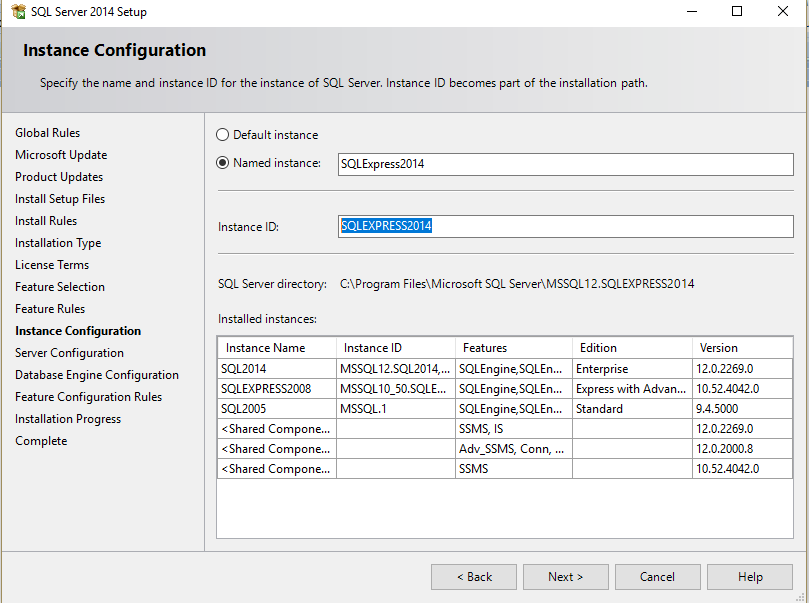 SQL Server 2014 Setup
Instance Configuration
Specify the name and instance ID for the instance of SQL Server. Instance ID becomes part of the installation path.
Global Rules
Microsoft Update
Product Updates
Install Setup Files
Install Rules
Installation Type
License Terms
Feature Selection
Feature Rules
Instance Configuration
Server Configuration
Database Engine Configuration
Feature Configuration Rules
Installation Progress
Complete
Default instance
Named instance: SQLExpress2014
Instance ID: SQLEXPRESS2014
SQL Server directory: C:\Program Files\Microsoft SQL Server\MSSQL12.SQLEXPRESS2014
Installed instances:
Instance Name Instance ID Features Edition Version
SQL2014 MSSQL12.SQL2014,... SQLEngine,SQLEn... Enterprise 12.0.2269.0
SQLEXPRESS2008 MSSQL10_50.SQLE... SQLEngine,SQLEn... Express with Advan... 10.52.4042.0
SQL2005 MSSQL.1 SQLEngine,SQLEn... Standard 9.4.5000
<Shared Compone... SSMS, IS 12.0.2269.0
<Shared Compone... Adv_SSMS, Conn, ... 12.0.2000.8
<Shared Compone... SSMS 10.52.4042.0
< Back Next > Cancel Help